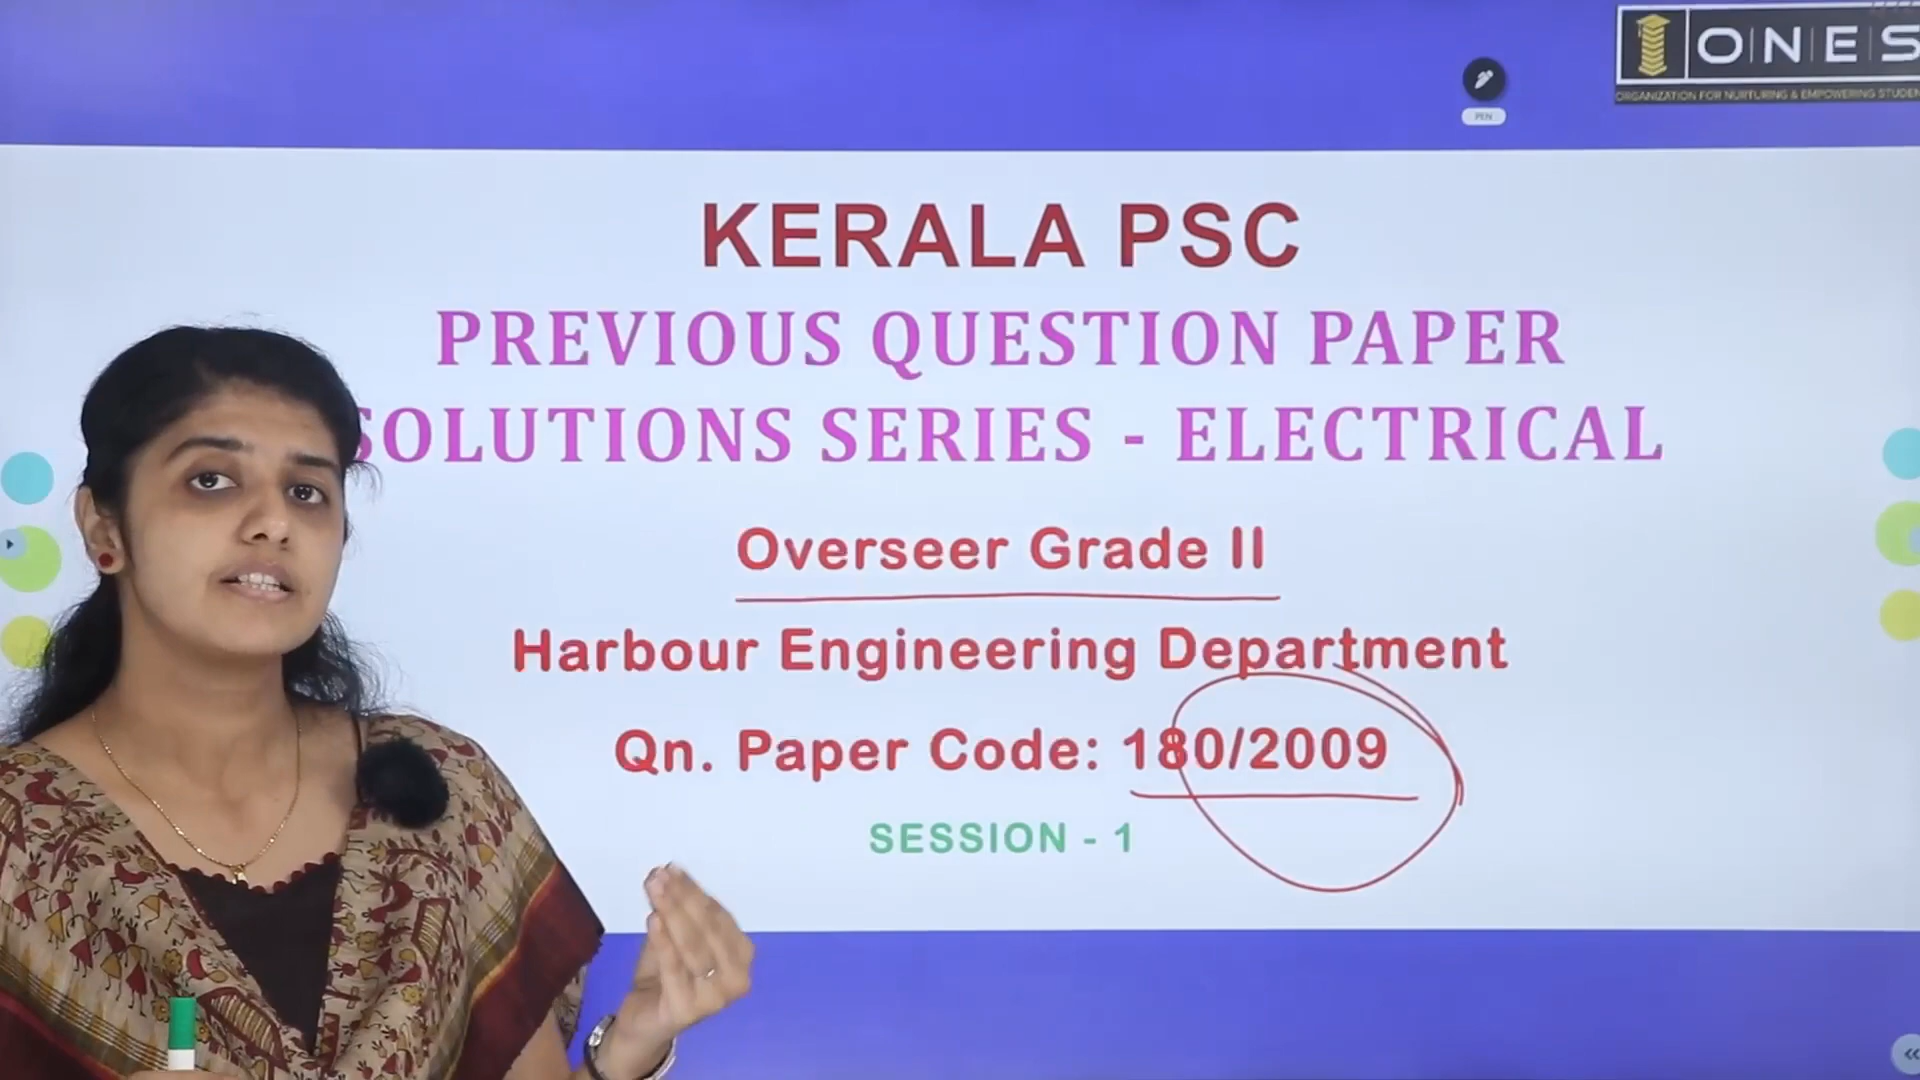 ONES
ORGANIZATION FOR NURTURING & EMPOWERING STUDEN
PEN
KERALA PSC
PREVIOUS QUESTION PAPER
SOLUTIONS SERIES - ELECTRICAL
Overseer Grade II
Harbour Engineering Department
Qn. Paper Code: 180/2009
SESSION - 1